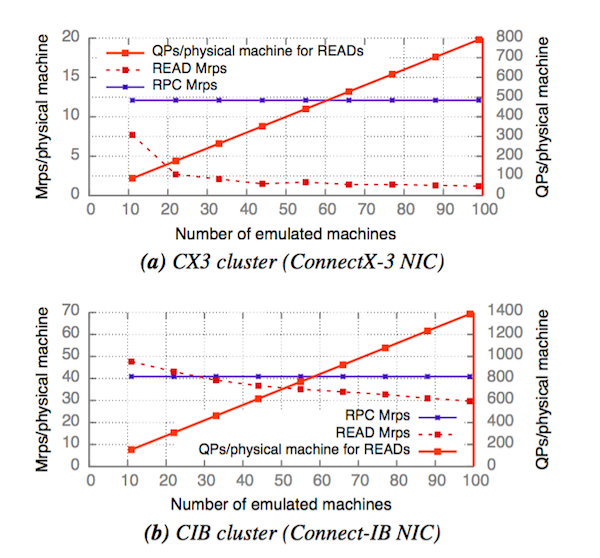 20
15
10
5
0
Mrps/physical machine
QPs/physical machine for READs
READ Mrps
RPC Mrps
800
700
600
500
400
300
200
100
0
QPs/physical machine
0 10 20 30 40 50 60 70 80 90 100
Number of emulated machines
(a) CX3 cluster (ConnectX-3 NIC)
70
60
50
40
30
20
10
0
Mrps/physical machine
RPC Mrps
READ Mrps
QPs/physical machine for READs
1400
1200
1000
800
600
400
200
0
QPs/physical machine
0 10 20 30 40 50 60 70 80 90 100
Number of emulated machines
(b) CIB cluster (Connect-IB NIC)